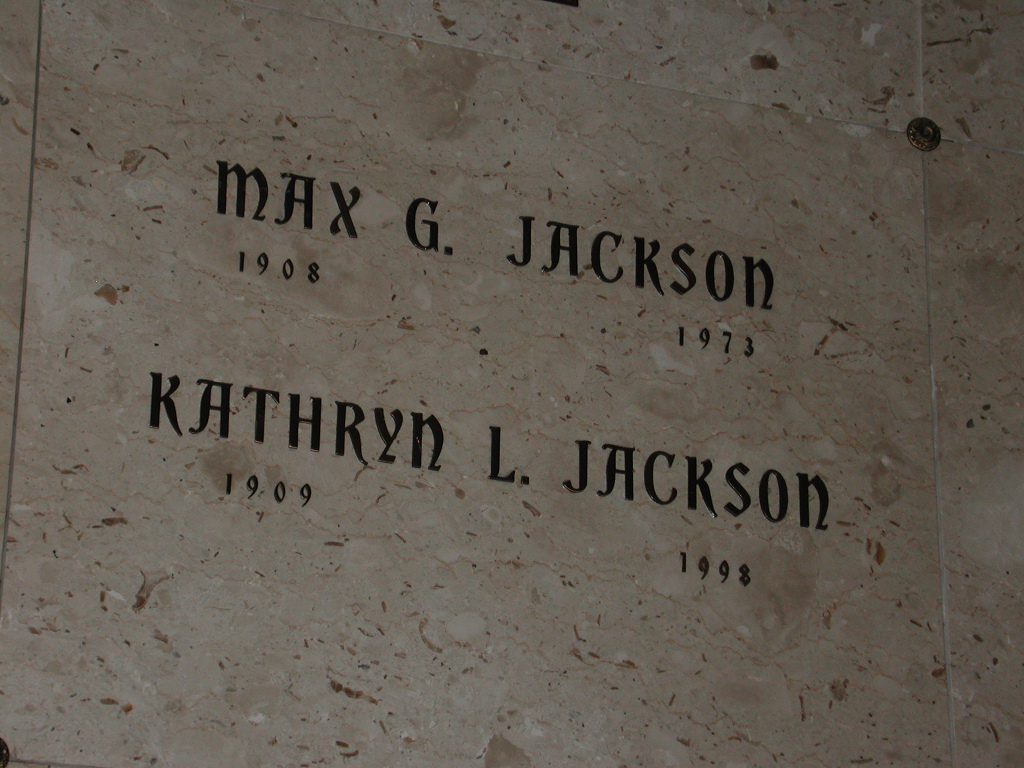 MAX G. JACKSON
1908
1973
KATHRYN L. JACKSON
1909
1998